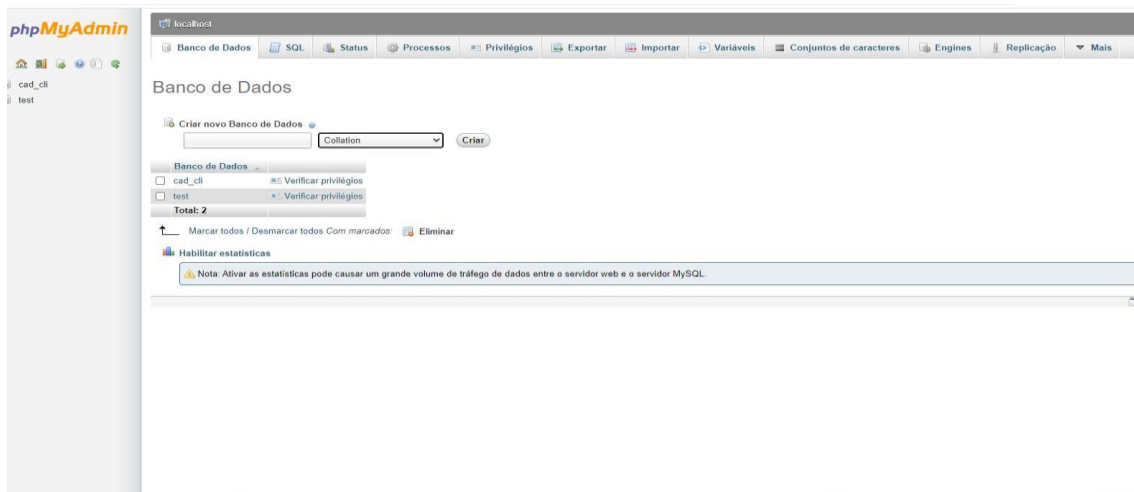 phpMyAdmin
cad_cli
test
localhost
Banco de Dados SQL Status Processos Privilégios Exportar Importar Variáveis Conjuntos de caracteres Engines Replicação Mais
Banco de Dados
Criar novo Banco de Dados
Collation Criar
Banco de Dados
cad_cli Verificar privilégios
test Verificar privilégios
Total: 2
Marcar todos / Desmarcar todos Com marcados: Eliminar
Habilitar estatísticas
Nota: Ativar as estatísticas pode causar um grande volume de tráfego de dados entre o servidor web e o servidor MySQL.